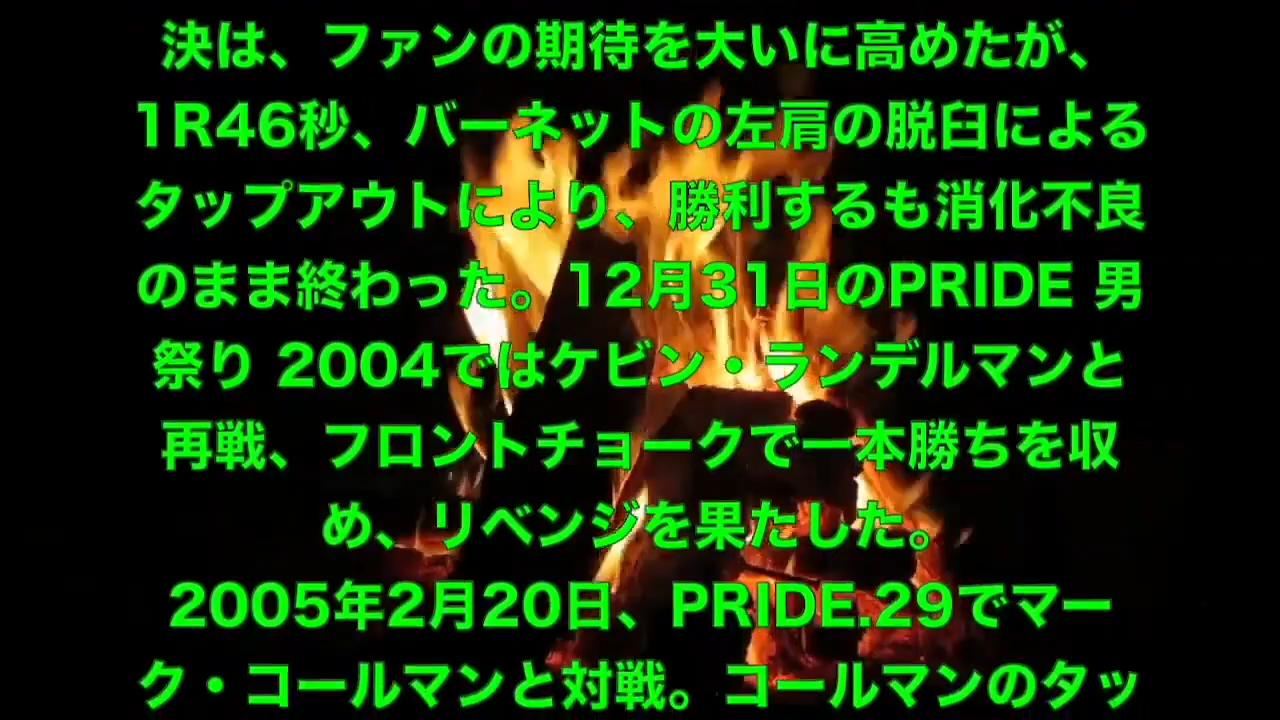 決は、ファンの期待を大いに高めたが、
1R46秒、バーネットの左肩の脱臼による
タップアウトにより、勝利するも消化不良
のまま終わった。12月31日のPRIDE 男
祭り 2004ではケビン・ランデルマンと
再戦、フロントチョークで一本勝ちを収
め、リベンジを果たした。
2005年2月20日、PRIDE.29でマー
ク・コールマンと対戦。コールマンのタッ